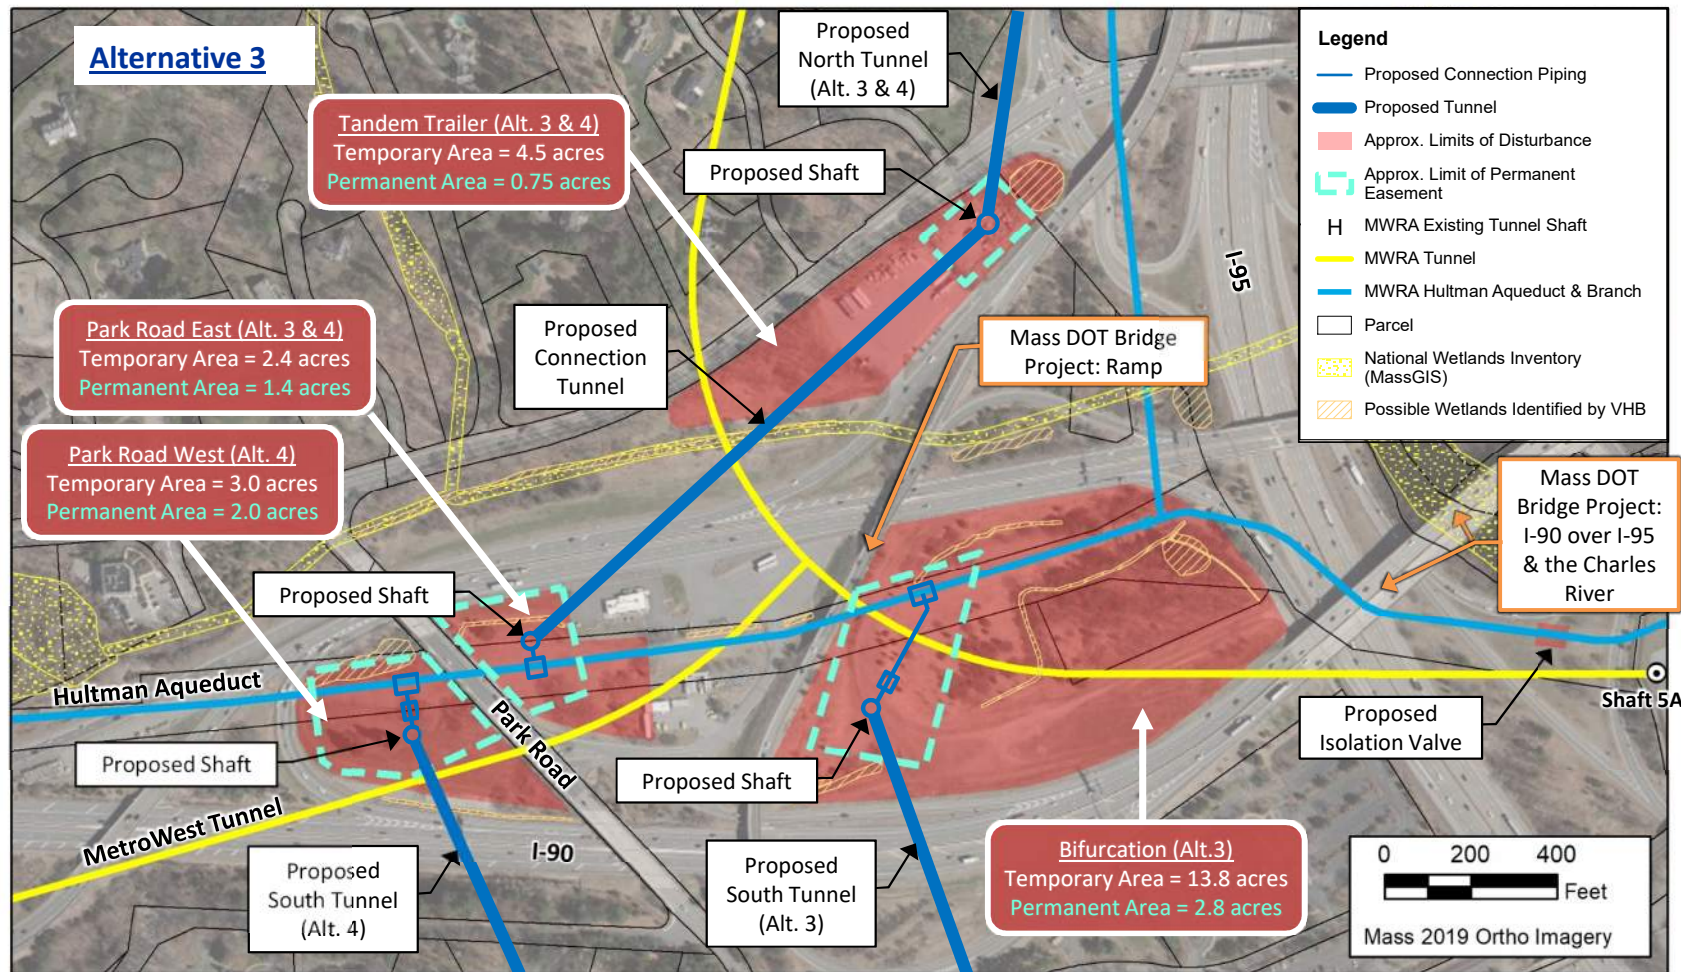 Alternative 3
Proposed
North Tunnel
(Alt. 3 & 4)
Tandem Trailer (Alt. 3 & 4)
Temporary Area = 4.5 acres
Permanent Area = 0.75 acres
Proposed Shaft
Legend
Proposed Connection Piping
Proposed Tunnel
Approx. Limits of Disturbance
Approx. Limit of Permanent
Easement
H
MWRA Existing Tunnel Shaft
MWRA Tunnel
MWRA Hultman Aqueduct & Branch
Parcel
National Wetlands Inventory
(MassGIS)
Possible Wetlands Identified by VHB
I-95
Park Road East (Alt. 3 & 4)
Temporary Area = 2.4 acres
Permanent Area = 1.4 acres
Proposed
Connection
Tunnel
Mass DOT Bridge
Project: Ramp
Park Road West (Alt. 4)
Temporary Area = 3.0 acres
Permanent Area = 2.0 acres
Mass DOT
Bridge Project:
I-90 over I-95
& the Charles
River
Proposed Shaft
Hultman Aqueduct
Park Road
Shaft 5A
Proposed
Isolation Valve
Proposed Shaft
Proposed Shaft
MetroWest Tunnel
I-90
Proposed
South Tunnel
(Alt. 4)
Proposed
South Tunnel
(Alt. 3)
Bifurcation (Alt.3)
Temporary Area = 13.8 acres
Permanent Area = 2.8 acres
0 200 400
Feet
Mass 2019 Ortho Imagery